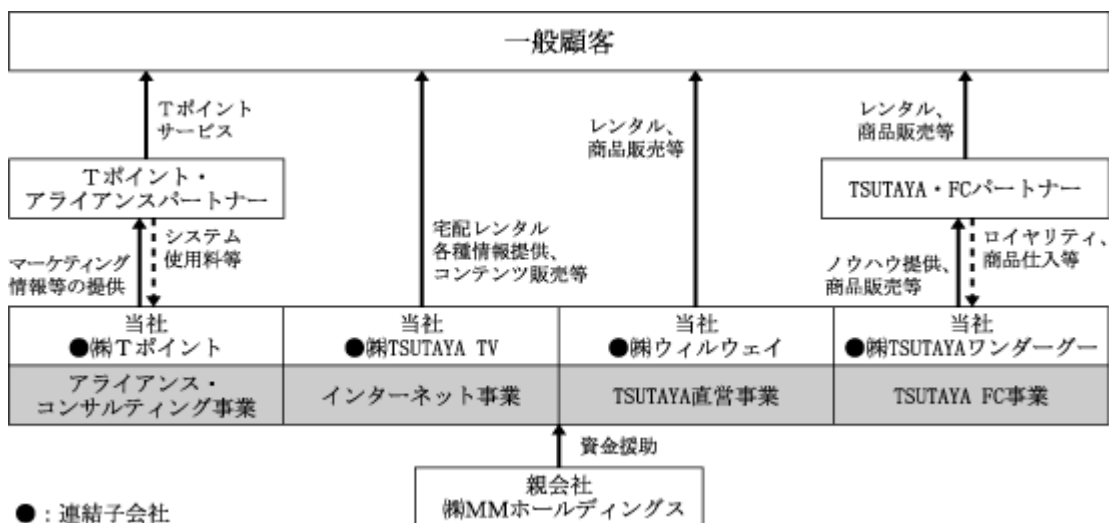 一般顧客
Tポイント
サービス
レンタル、
商品販売等
レンタル、
商品販売等
Tポイント・
アライアンスパートナー
TSUTAYA・FCパートナー
マーケティング
情報等の提供
システム
使用料等
宅配レンタル
各種情報提供、
コンテンツ販売等
ノウハウ提供、
商品販売等
ロイヤリティ、
商品仕入等
当社
●㈱Tポイント
当社
●㈱TSUTAYA TV
当社
●㈱ウィルウェイ
当社
●㈱TSUTAYAワンダーグー
アライアンス・
コンサルティング事業
インターネット事業
TSUTAYA直営事業
TSUTAYA FC事業
資金援助
親会社
㈱MMホールディングス
●：連結子会社